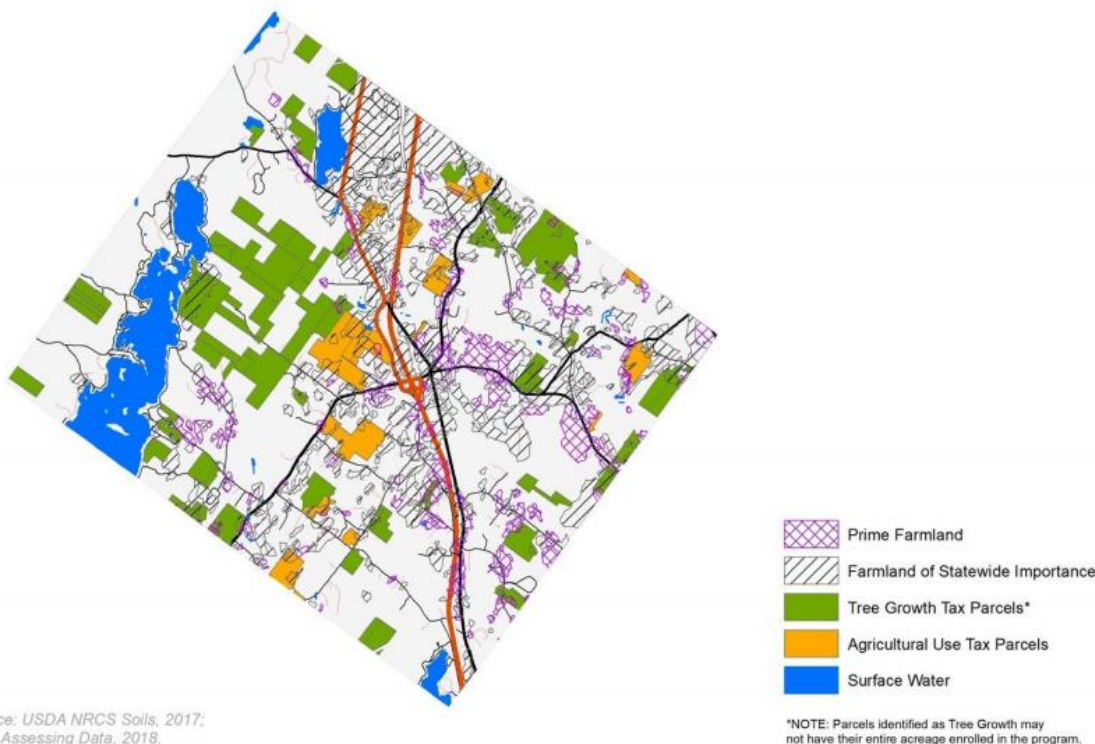 Prime Farmland
Farmland of Statewide Importance
Tree Growth Tax Parcels*
Agricultural Use Tax Parcels
Surface Water
*NOTE: Parcels identified as Tree Growth may
not have their entire acreage enrolled in the program.
ce: USDA NRCS Soils, 2017;
Assessing Data, 2018.